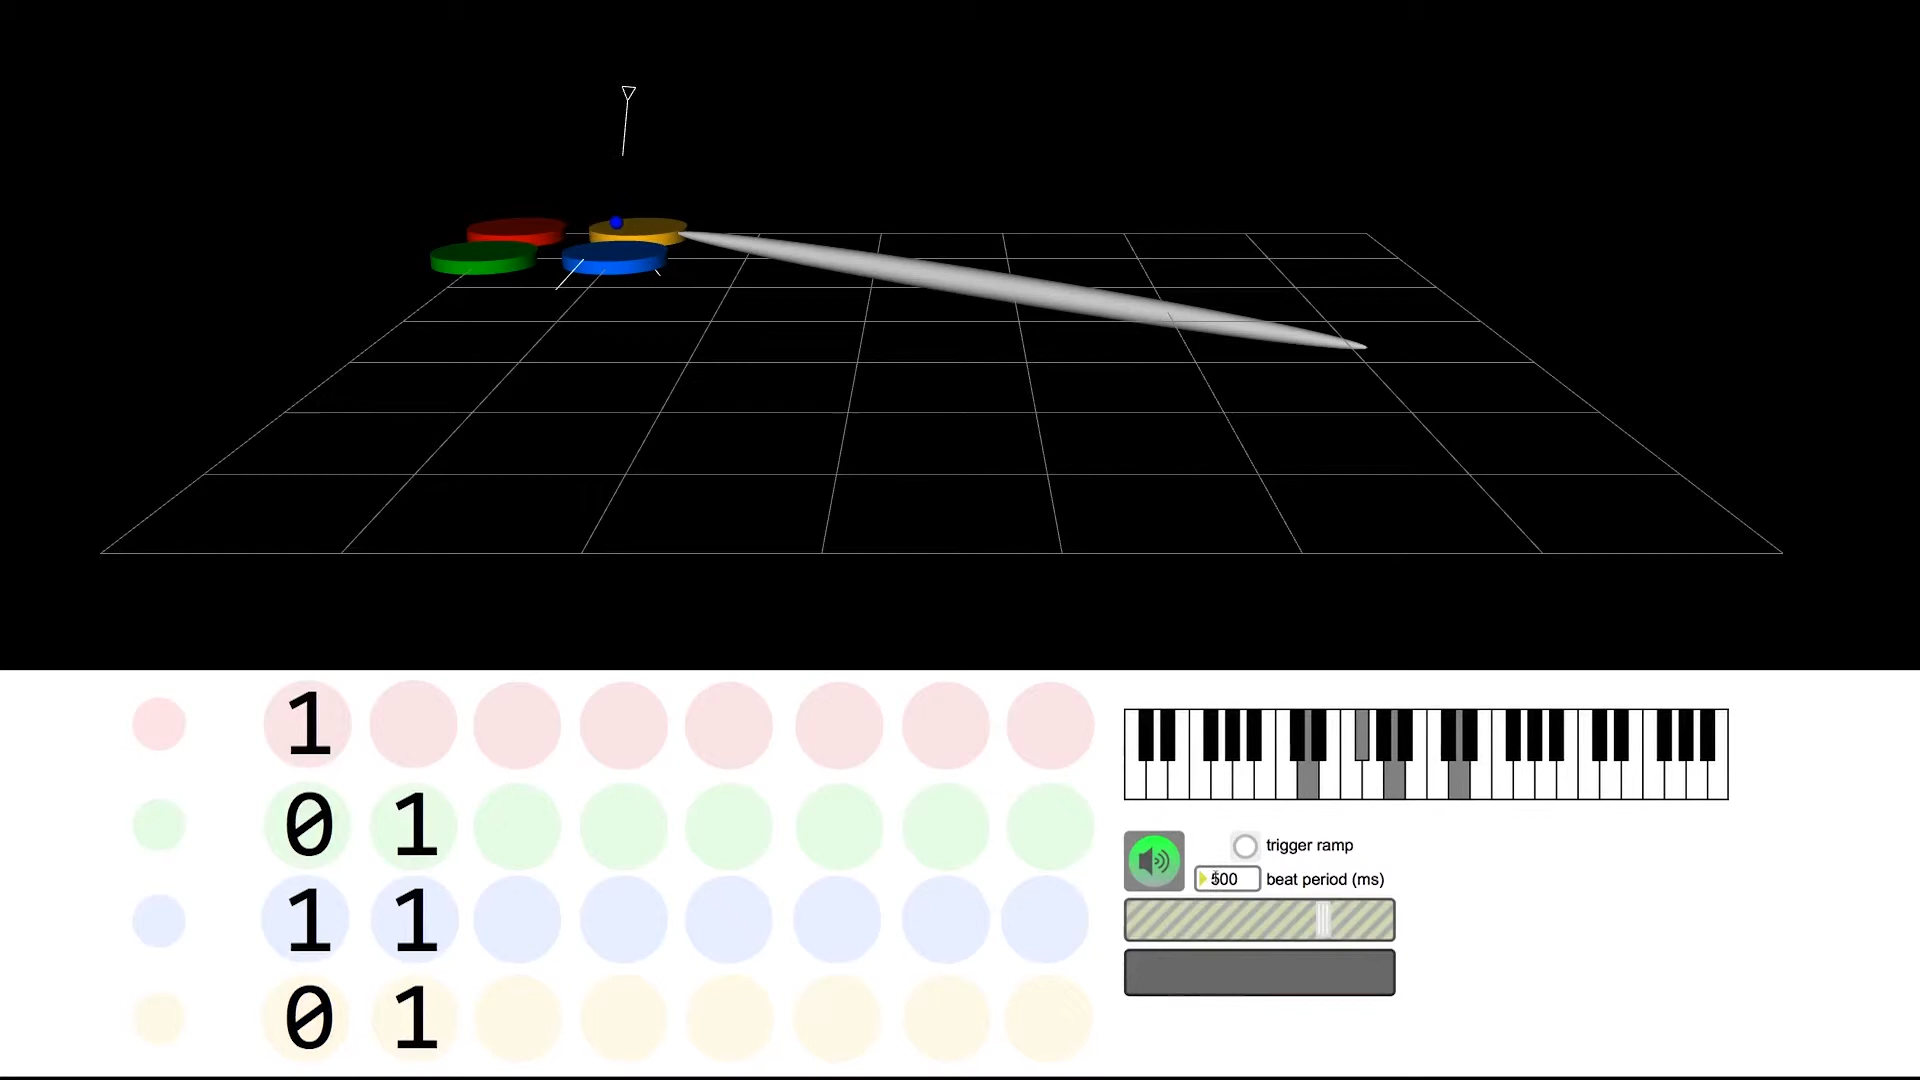 1
0 1
1 1
0 1
trigger ramp
500 beat period (ms)